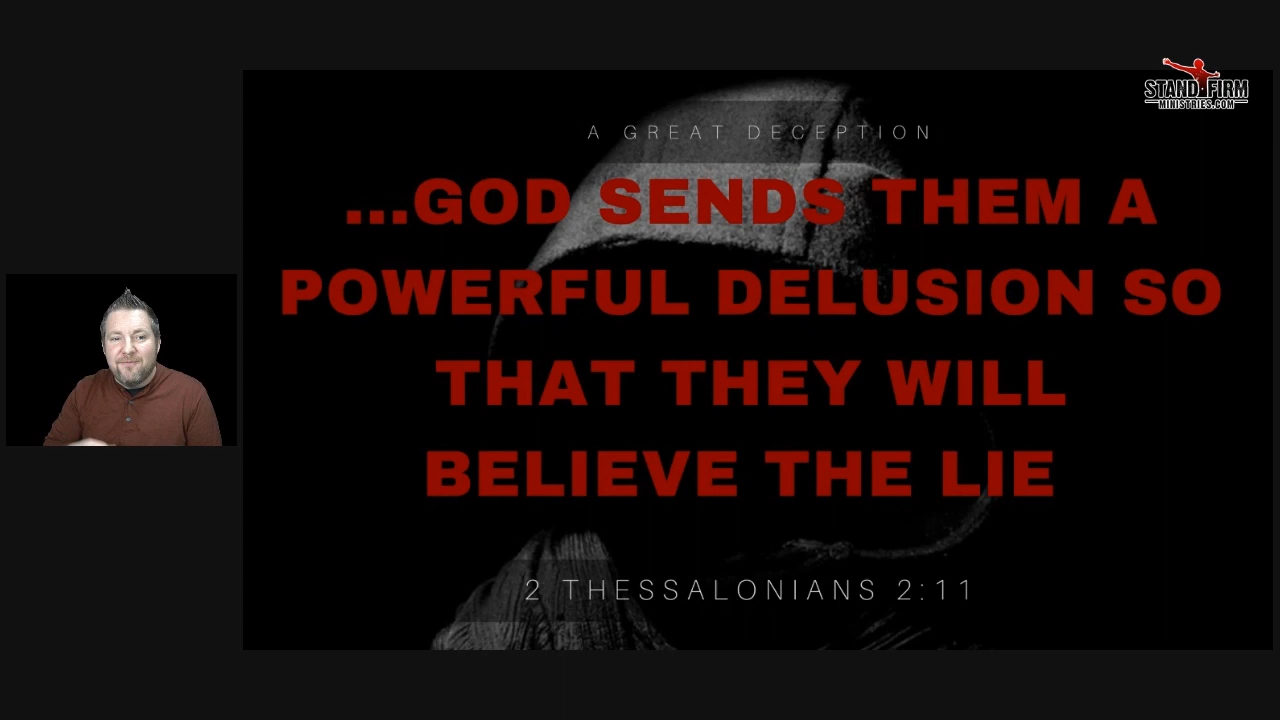 STAND FIRM
MINISTRIES.COM
A GREAT DECEPTION
...GOD SENDS THEM A
POWERFUL DELUSION SO
THAT THEY WILL
BELIEVE THE LIE
2 THESSALONIANS 2:11